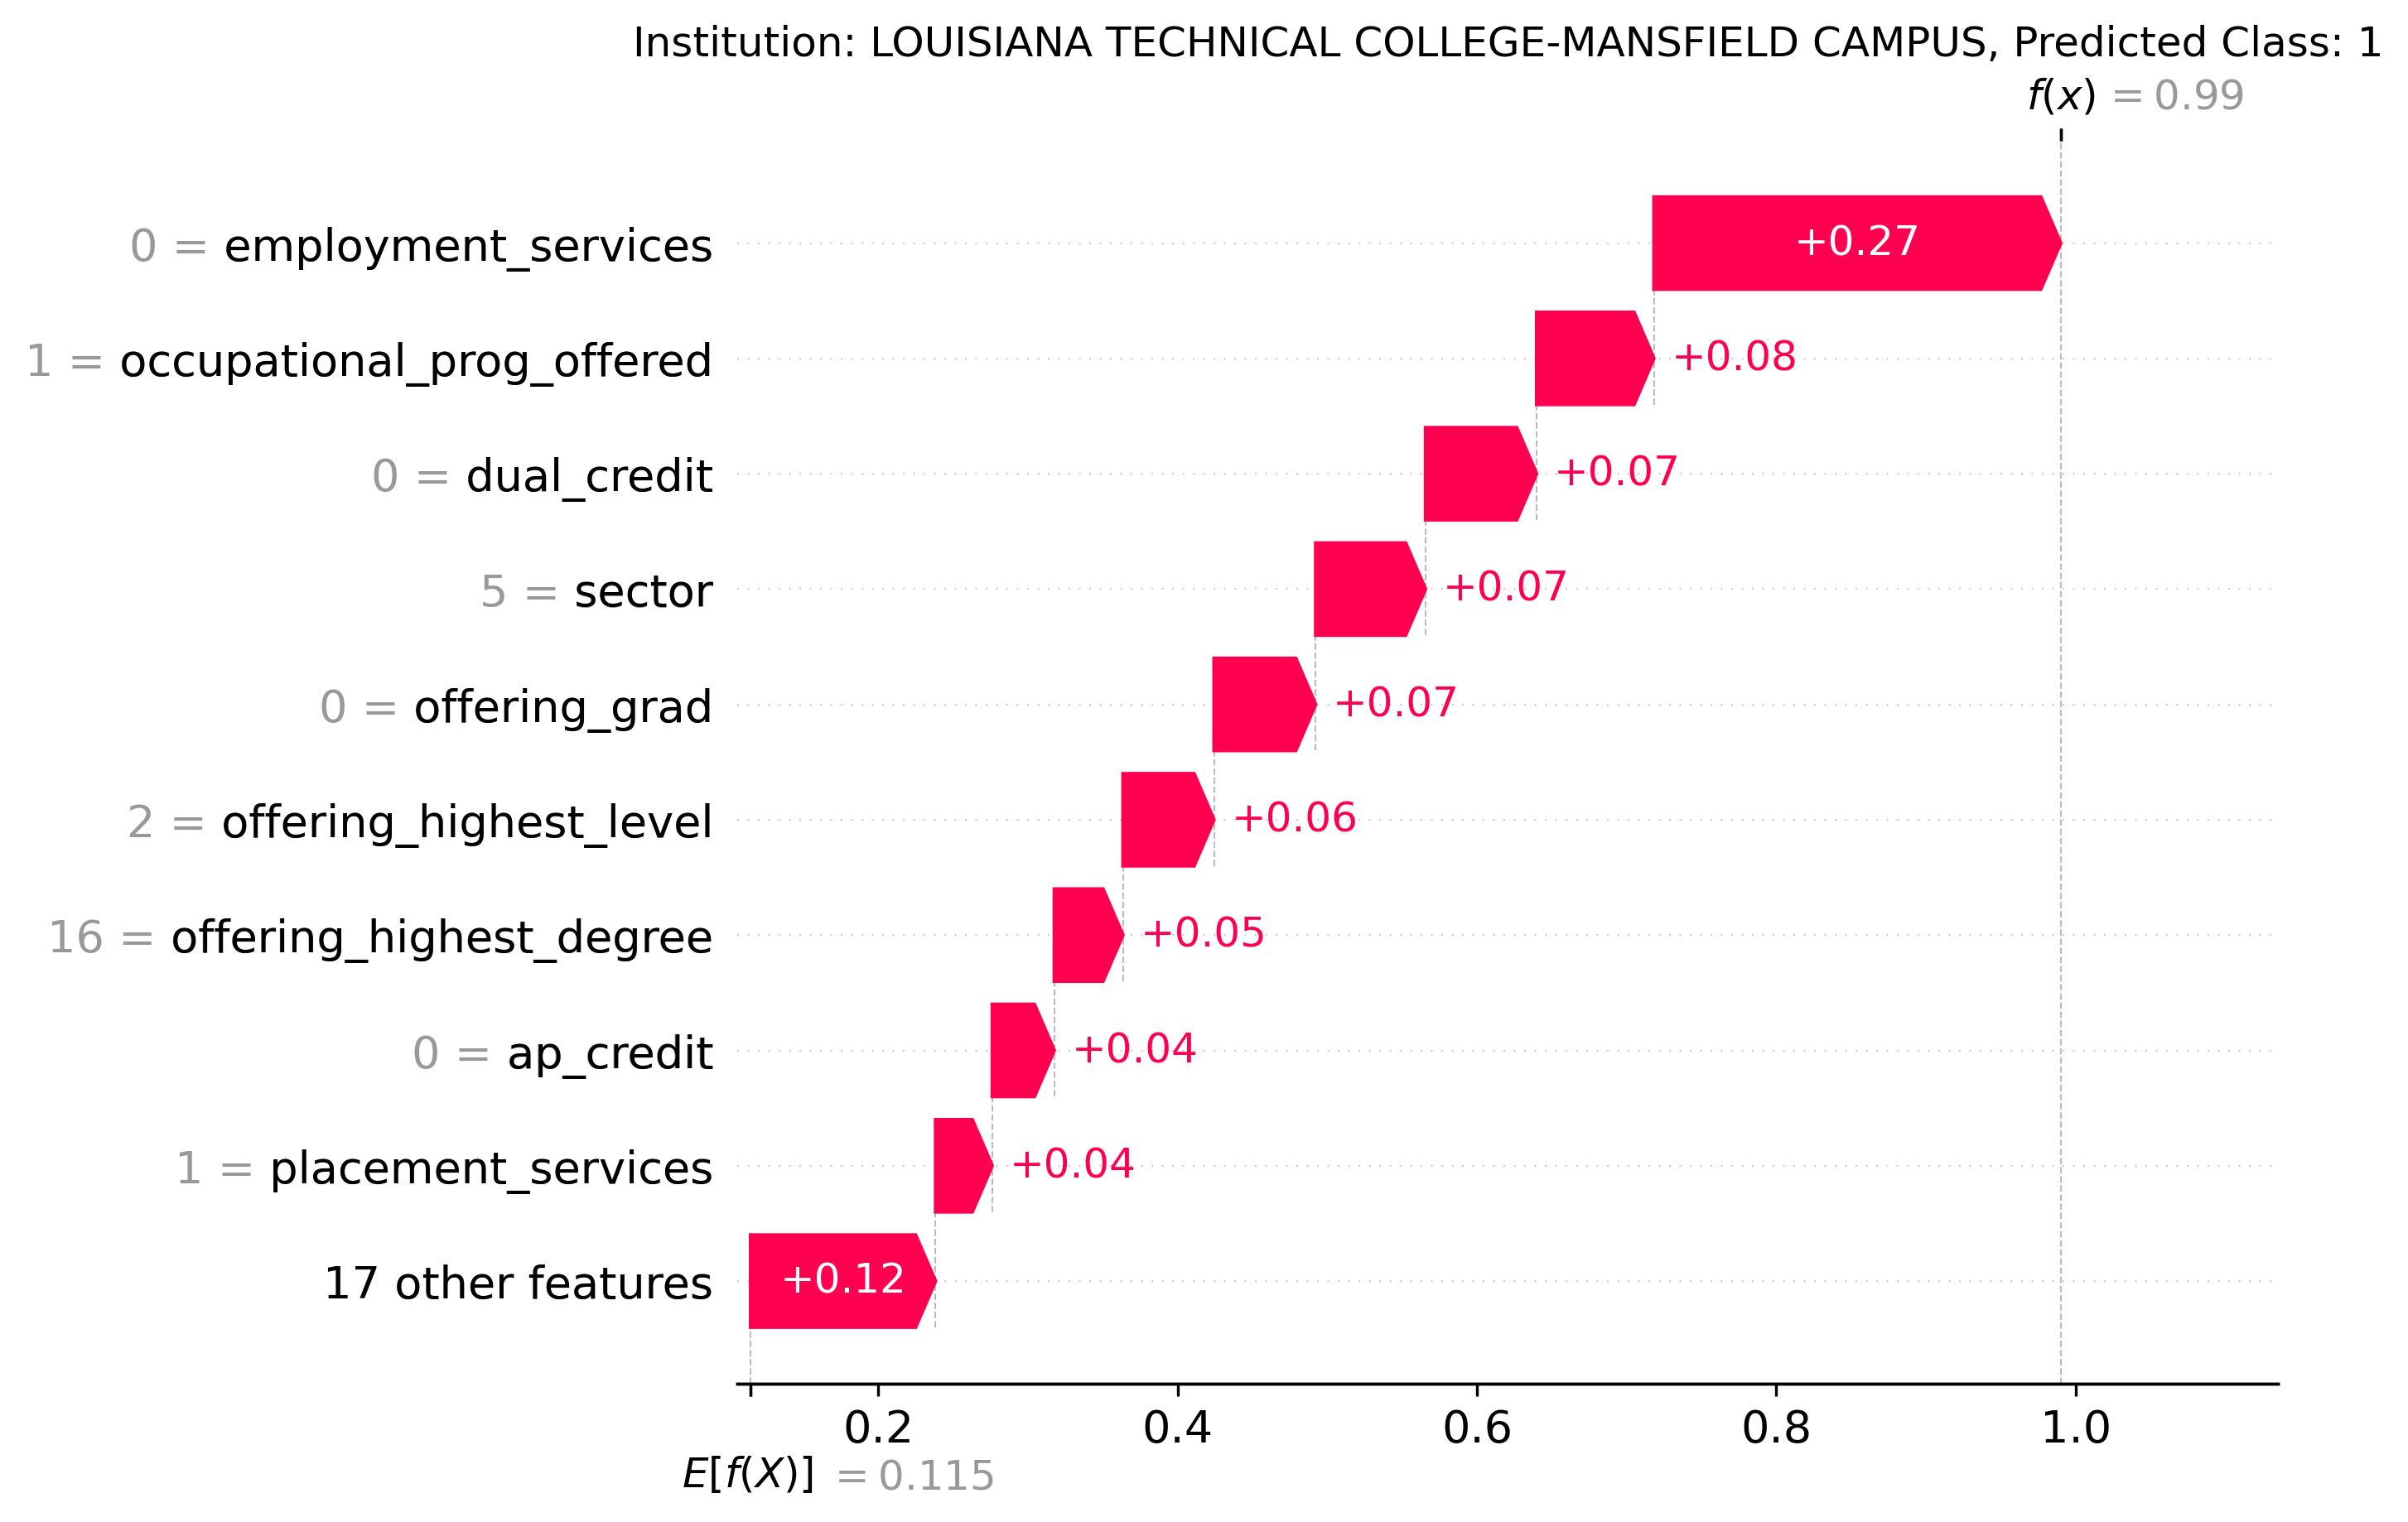 Institution: LOUISIANA TECHNICAL COLLEGE-MANSFIELD CAMPUS, Predicted Class: 1
f(x) = 0.99
0 = employment_services +0.27
1 = occupational_prog_offered +0.08
0 = dual_credit +0.07
5 = sector +0.07
0 = offering_grad +0.07
2 = offering_highest_level +0.06
16 = offering_highest_degree +0.05
0 = ap_credit +0.04
1 = placement_services +0.04
17 other features +0.12
0.2 0.4 0.6 0.8 1.0
E[f(X)] = 0.115